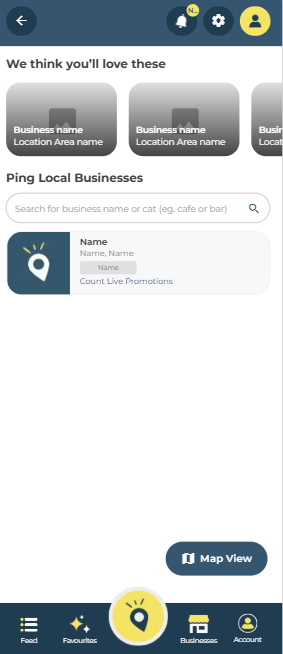 N..
We think you'll love these
Business name
Location Area name
Business name
Location Area name
Busin
Locat
Ping Local Businesses
Search for business name or cat (eg. cafe or bar)
Name
Name, Name
Name
Count Live Promotions
Map View
Feed
Favourites
Businesses
Account